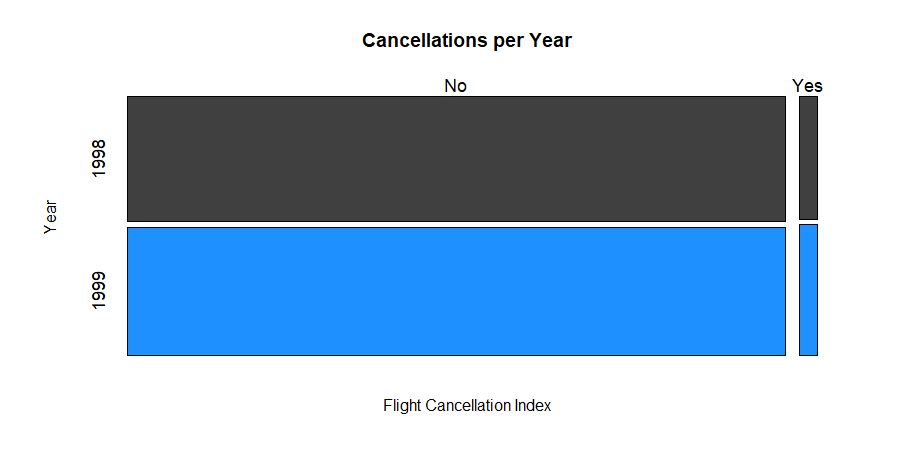 Cancellations per Year
No Yes
1998
Year
1999
Flight Cancellation Index